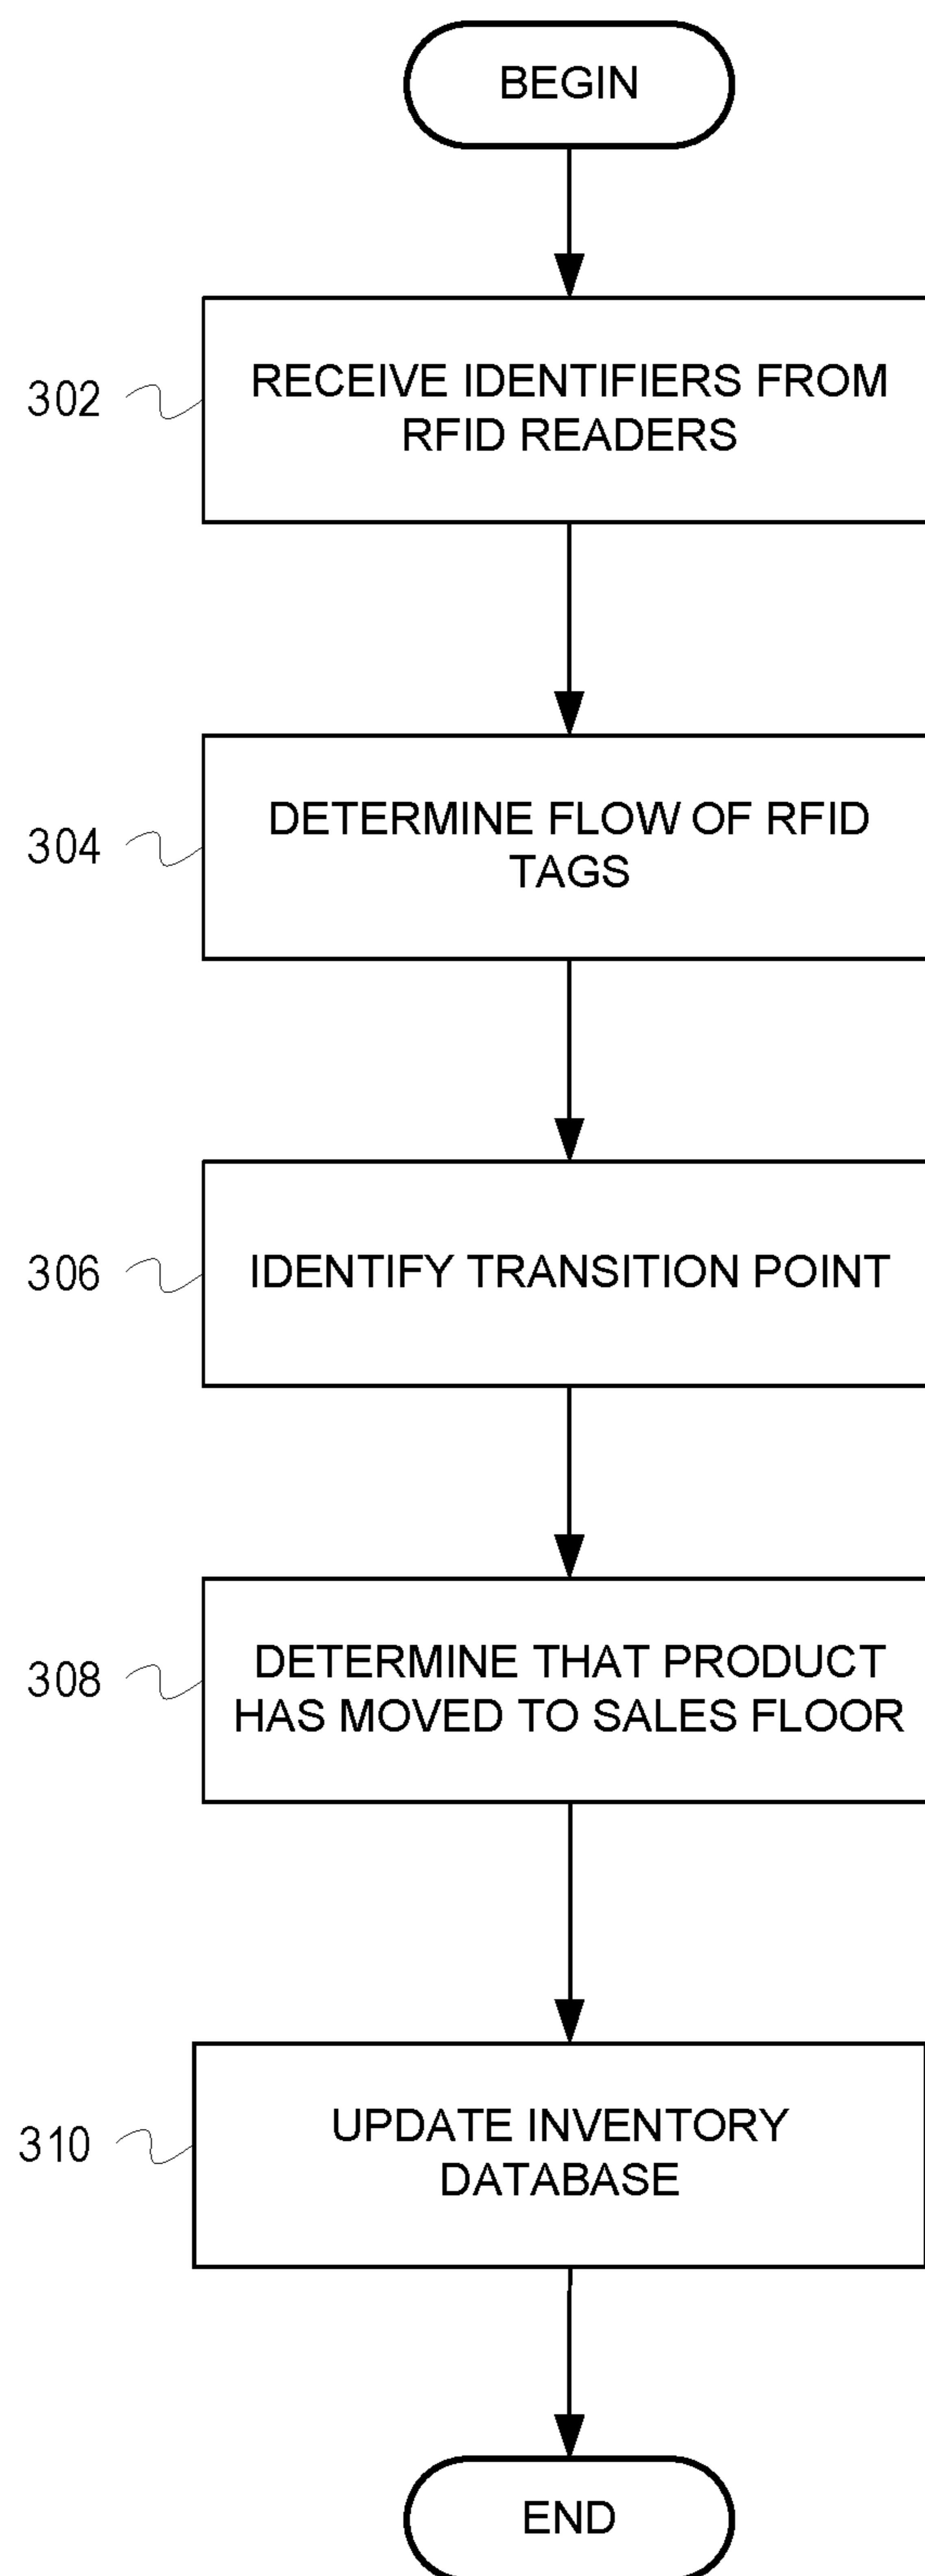 BEGIN
302
RECEIVE IDENTIFIERS FROM
RFID READERS
304
DETERMINE FLOW OF RFID
TAGS
306
IDENTIFY TRANSITION POINT
308
DETERMINE THAT PRODUCT
HAS MOVED TO SALES FLOOR
310
UPDATE INVENTORY
DATABASE
END